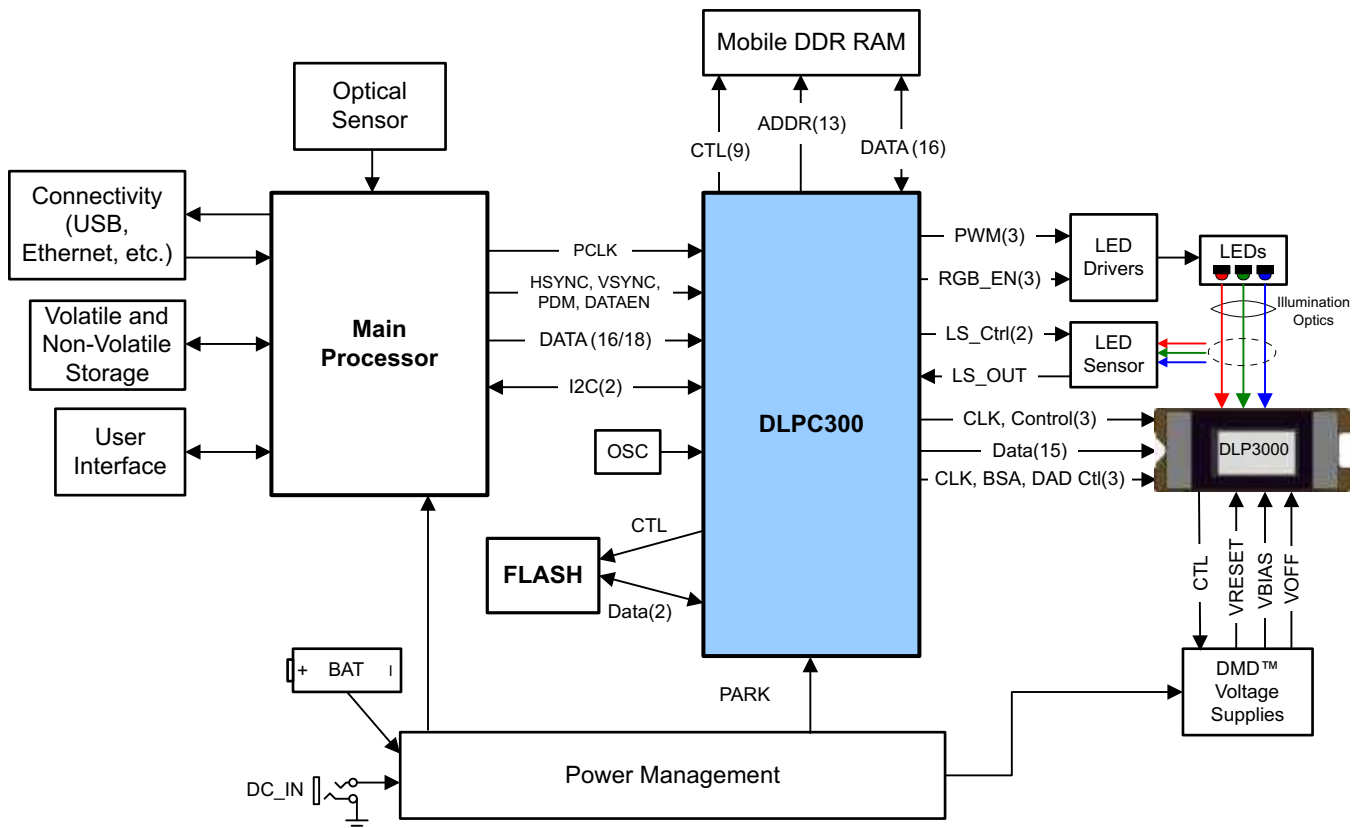 Mobile DDR RAM
Optical
Sensor
CTL(9)
ADDR(13)
DATA (16)
Connectivity
(USB,
Ethernet, etc.)
Volatile and
Non-Volatile
Storage
User
Interface
Main
Processor
PCLK
HSYNC, VSYNC,
PDM, DATAEN
DATA (16/18)
I2C(2)
OSC
CTL
FLASH
Data(2)
DLPC300
PWM(3)
RGB_EN(3)
LS_Ctrl(2)
LS_OUT
CLK, Control(3)
Data(15)
CLK, BSA, DAD Ctl(3)
LED
Drivers
LEDs
Illumination
Optics
LED
Sensor
DLP3000
CTL
VRESET
VBIAS
VOFF
DMD™
Voltage
Supplies
+ BAT –
PARK
DC_IN
Power Management